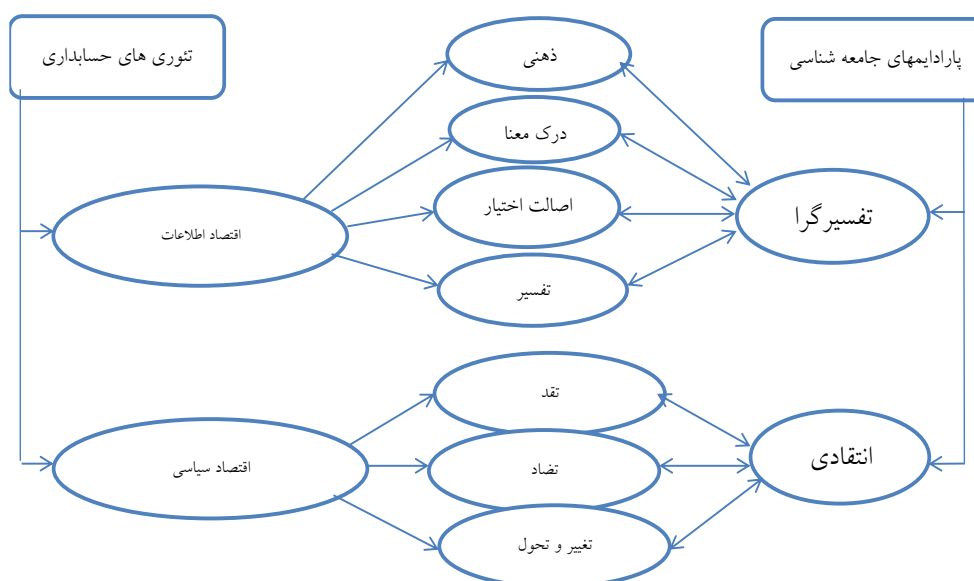 پارادایمهای جامعه شناسی
تئوری های حسابداری
ذهنی
درک معنا
اصالت اختیار
تفسیر
تفسیرگرا
اقتصاد اطلاعات
تقد
تضاد
تغییر و تحول
انتقادی
اقتصاد سیاسی